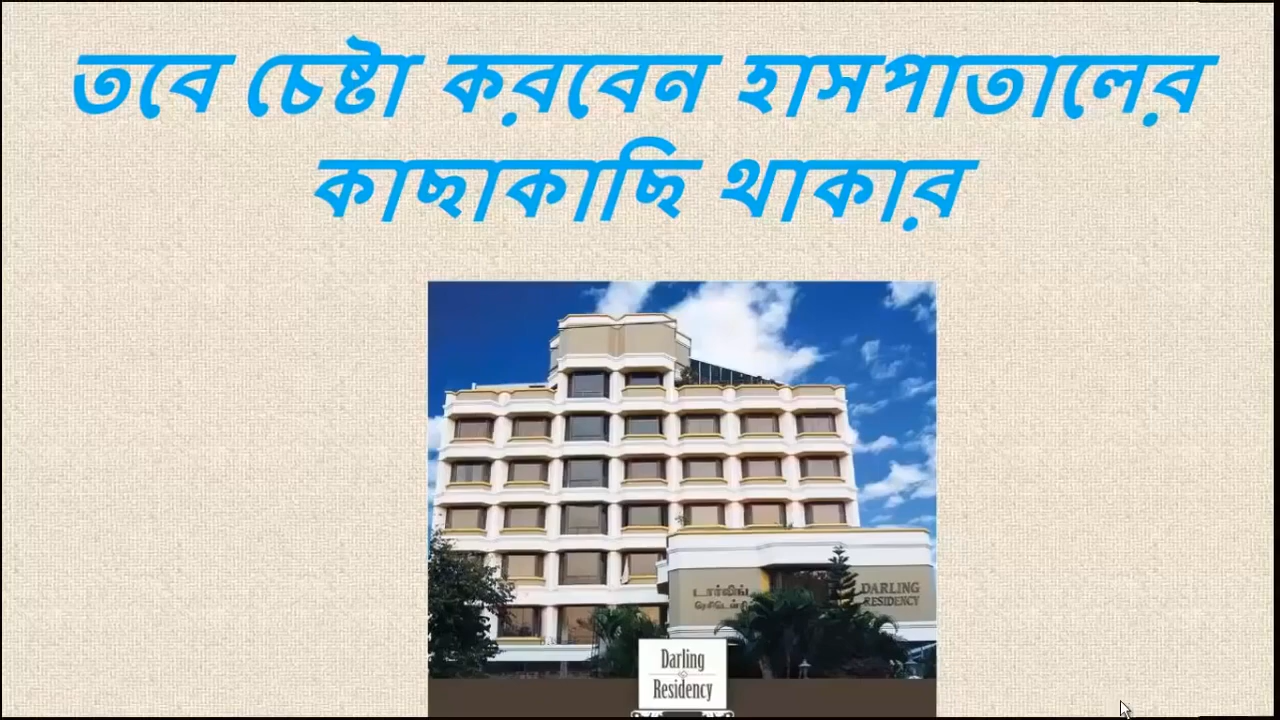 তবে চেষ্টা করবেন হাসপাতালের
কাছাকাছি থাকার
டார்லிங்
ரெசிடென்சி
DARLING
RESIDENCY
Darling
Residency